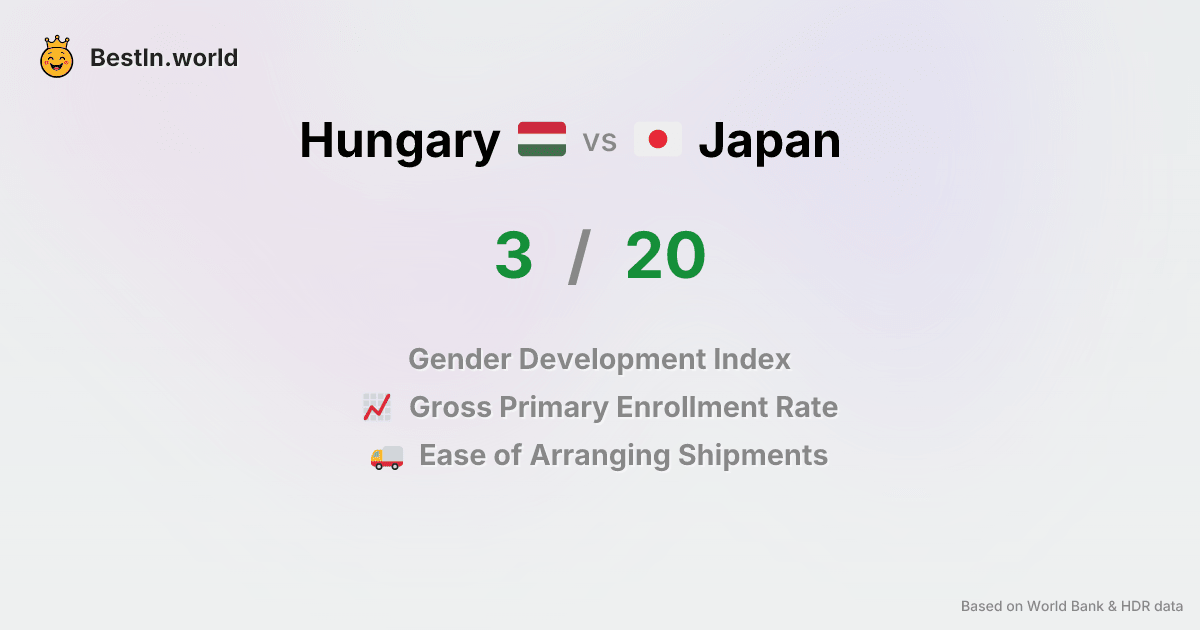 BestIn.world
Hungary vs Japan
3 / 20
Gender Development Index
Gross Primary Enrollment Rate
Ease of Arranging Shipments
Based on World Bank & HDR data